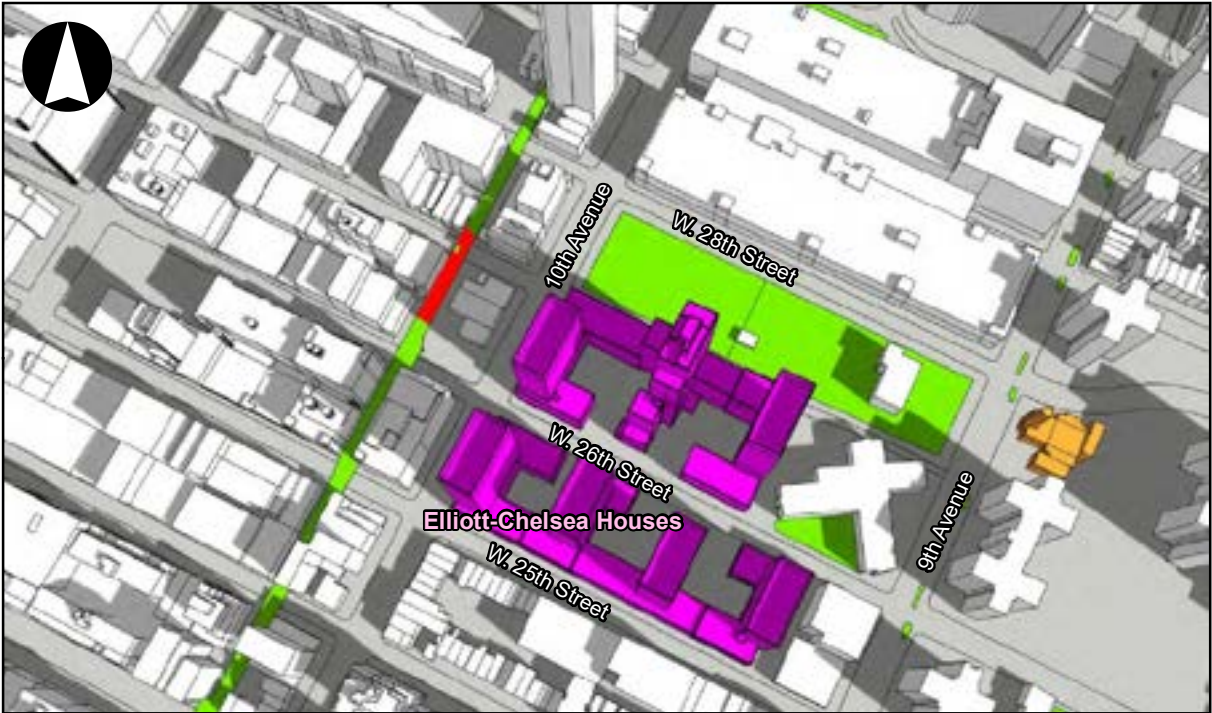 W. 28th Street
10th Avenue
W. 26th Street
Elliott-Chelsea Houses
9th Avenue
W. 25th Street